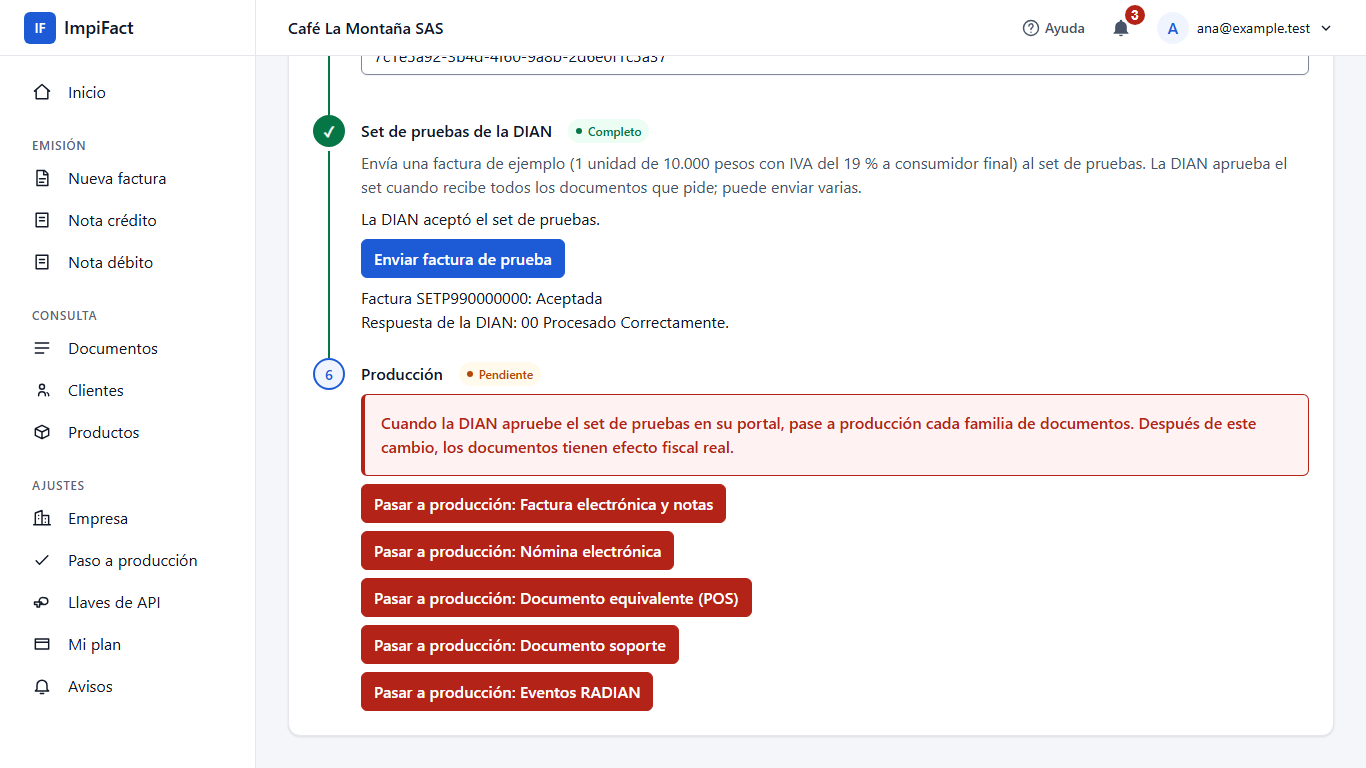 IF ImpiFact
Café La Montaña SAS
Ayuda
3
A
ana@example.test
Inicio
EMISIÓN
Nueva factura
Nota crédito
Nota débito
CONSULTA
Documentos
Clientes
Productos
AJUSTES
Empresa
Paso a producción
Llaves de API
Mi plan
Avisos
Set de pruebas de la DIAN
Completo
Envía una factura de ejemplo (1 unidad de 10.000 pesos con IVA del 19 % a consumidor final) al set de pruebas. La DIAN aprueba el
set cuando recibe todos los documentos que pide; puede enviar varias.
La DIAN aceptó el set de pruebas.
Enviar factura de prueba
Factura SETP990000000: Aceptada
Respuesta de la DIAN: 00 Procesado Correctamente.
6
Producción
Pendiente
Cuando la DIAN apruebe el set de pruebas en su portal, pase a producción cada familia de documentos. Después de este
cambio, los documentos tienen efecto fiscal real.
Pasar a producción: Factura electrónica y notas
Pasar a producción: Nómina electrónica
Pasar a producción: Documento equivalente (POS)
Pasar a producción: Documento soporte
Pasar a producción: Eventos RADIAN